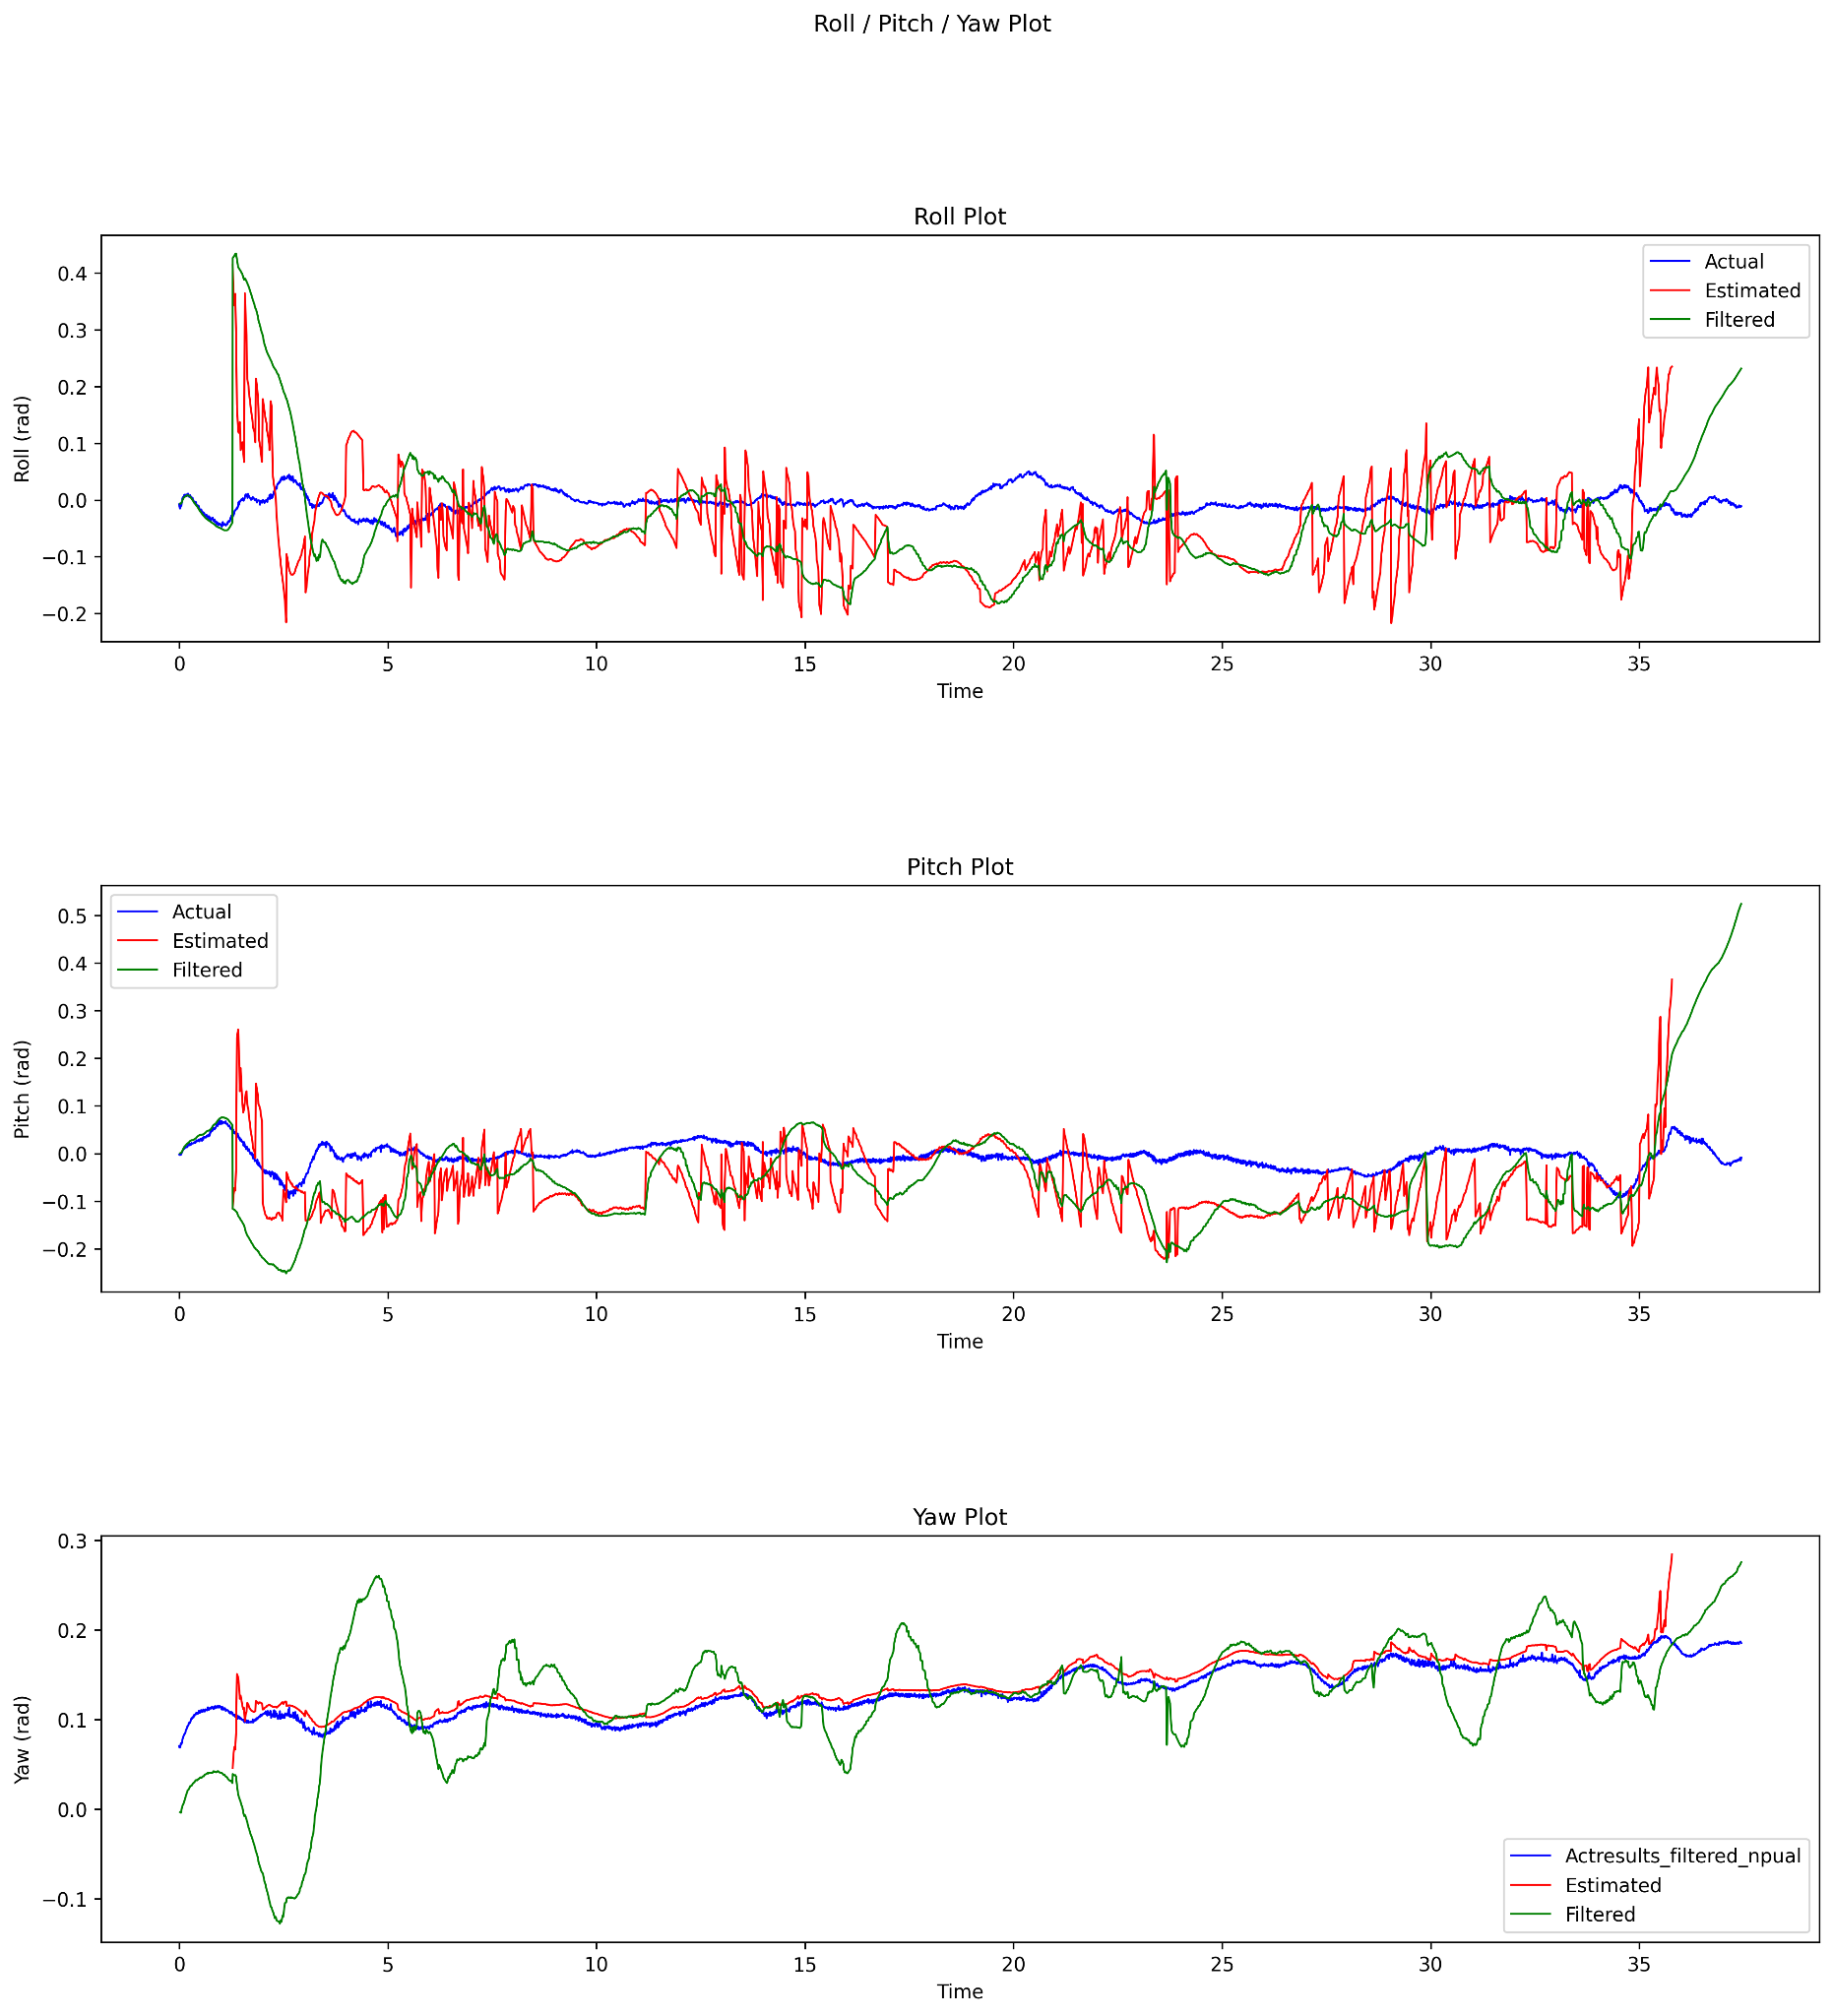 Roll / Pitch / Yaw Plot
Roll Plot
Roll (rad)
0.4
0.3
0.2
0.1
0.0
−0.1
−0.2
Actual
Estimated
Filtered
0 5 10 15 20 25 30 35
Time
Pitch Plot
Pitch (rad)
0.5
0.4
0.3
0.2
0.1
0.0
−0.1
−0.2
Actual
Estimated
Filtered
0 5 10 15 20 25 30 35
Time
Yaw Plot
Yaw (rad)
0.3
0.2
0.1
0.0
−0.1
Actresults_filtered_npual
Estimated
Filtered
0 5 10 15 20 25 30 35
Time